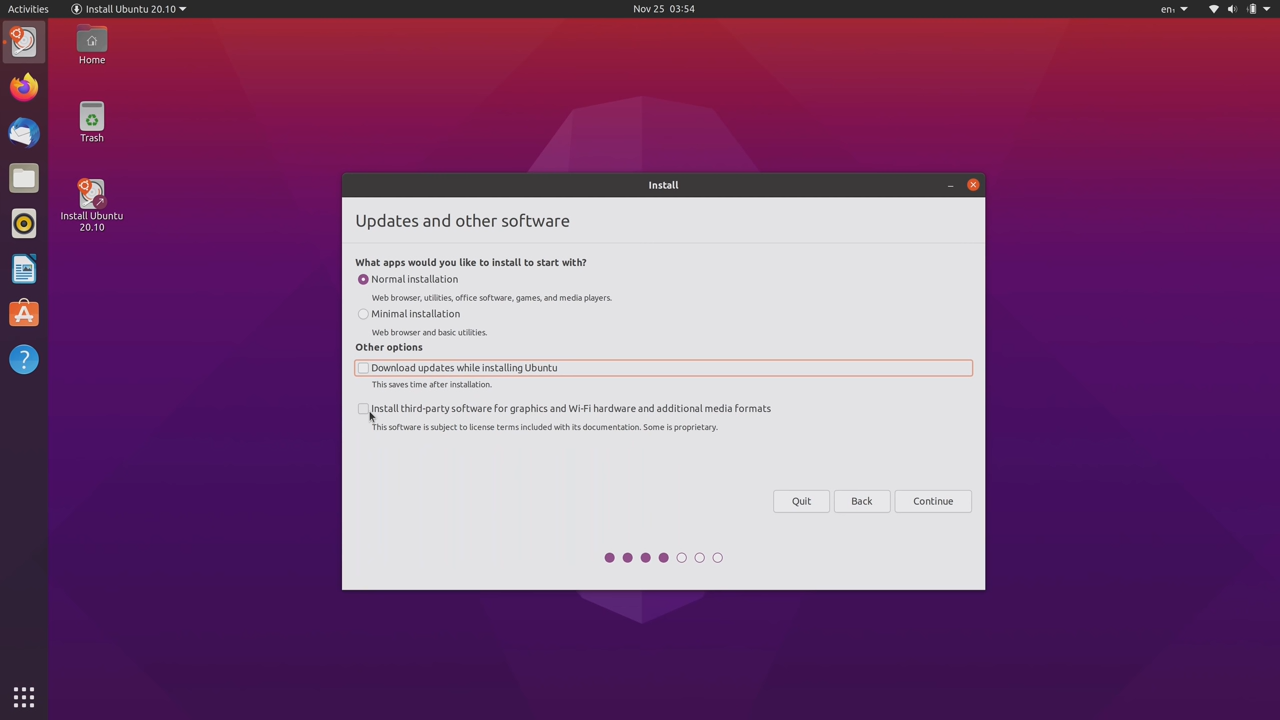 Activities
Install Ubuntu 20.10
Nov 25 03:54
en₁
Home
Trash
Install Ubuntu
20.10
Install
Updates and other software
What apps would you like to install to start with?
Normal installation
Web browser, utilities, office software, games, and media players.
Minimal installation
Web browser and basic utilities.
Other options
Download updates while installing Ubuntu
This saves time after installation.
Install third-party software for graphics and Wi-Fi hardware and additional media formats
This software is subject to license terms included with its documentation. Some is proprietary.
Quit
Back
Continue